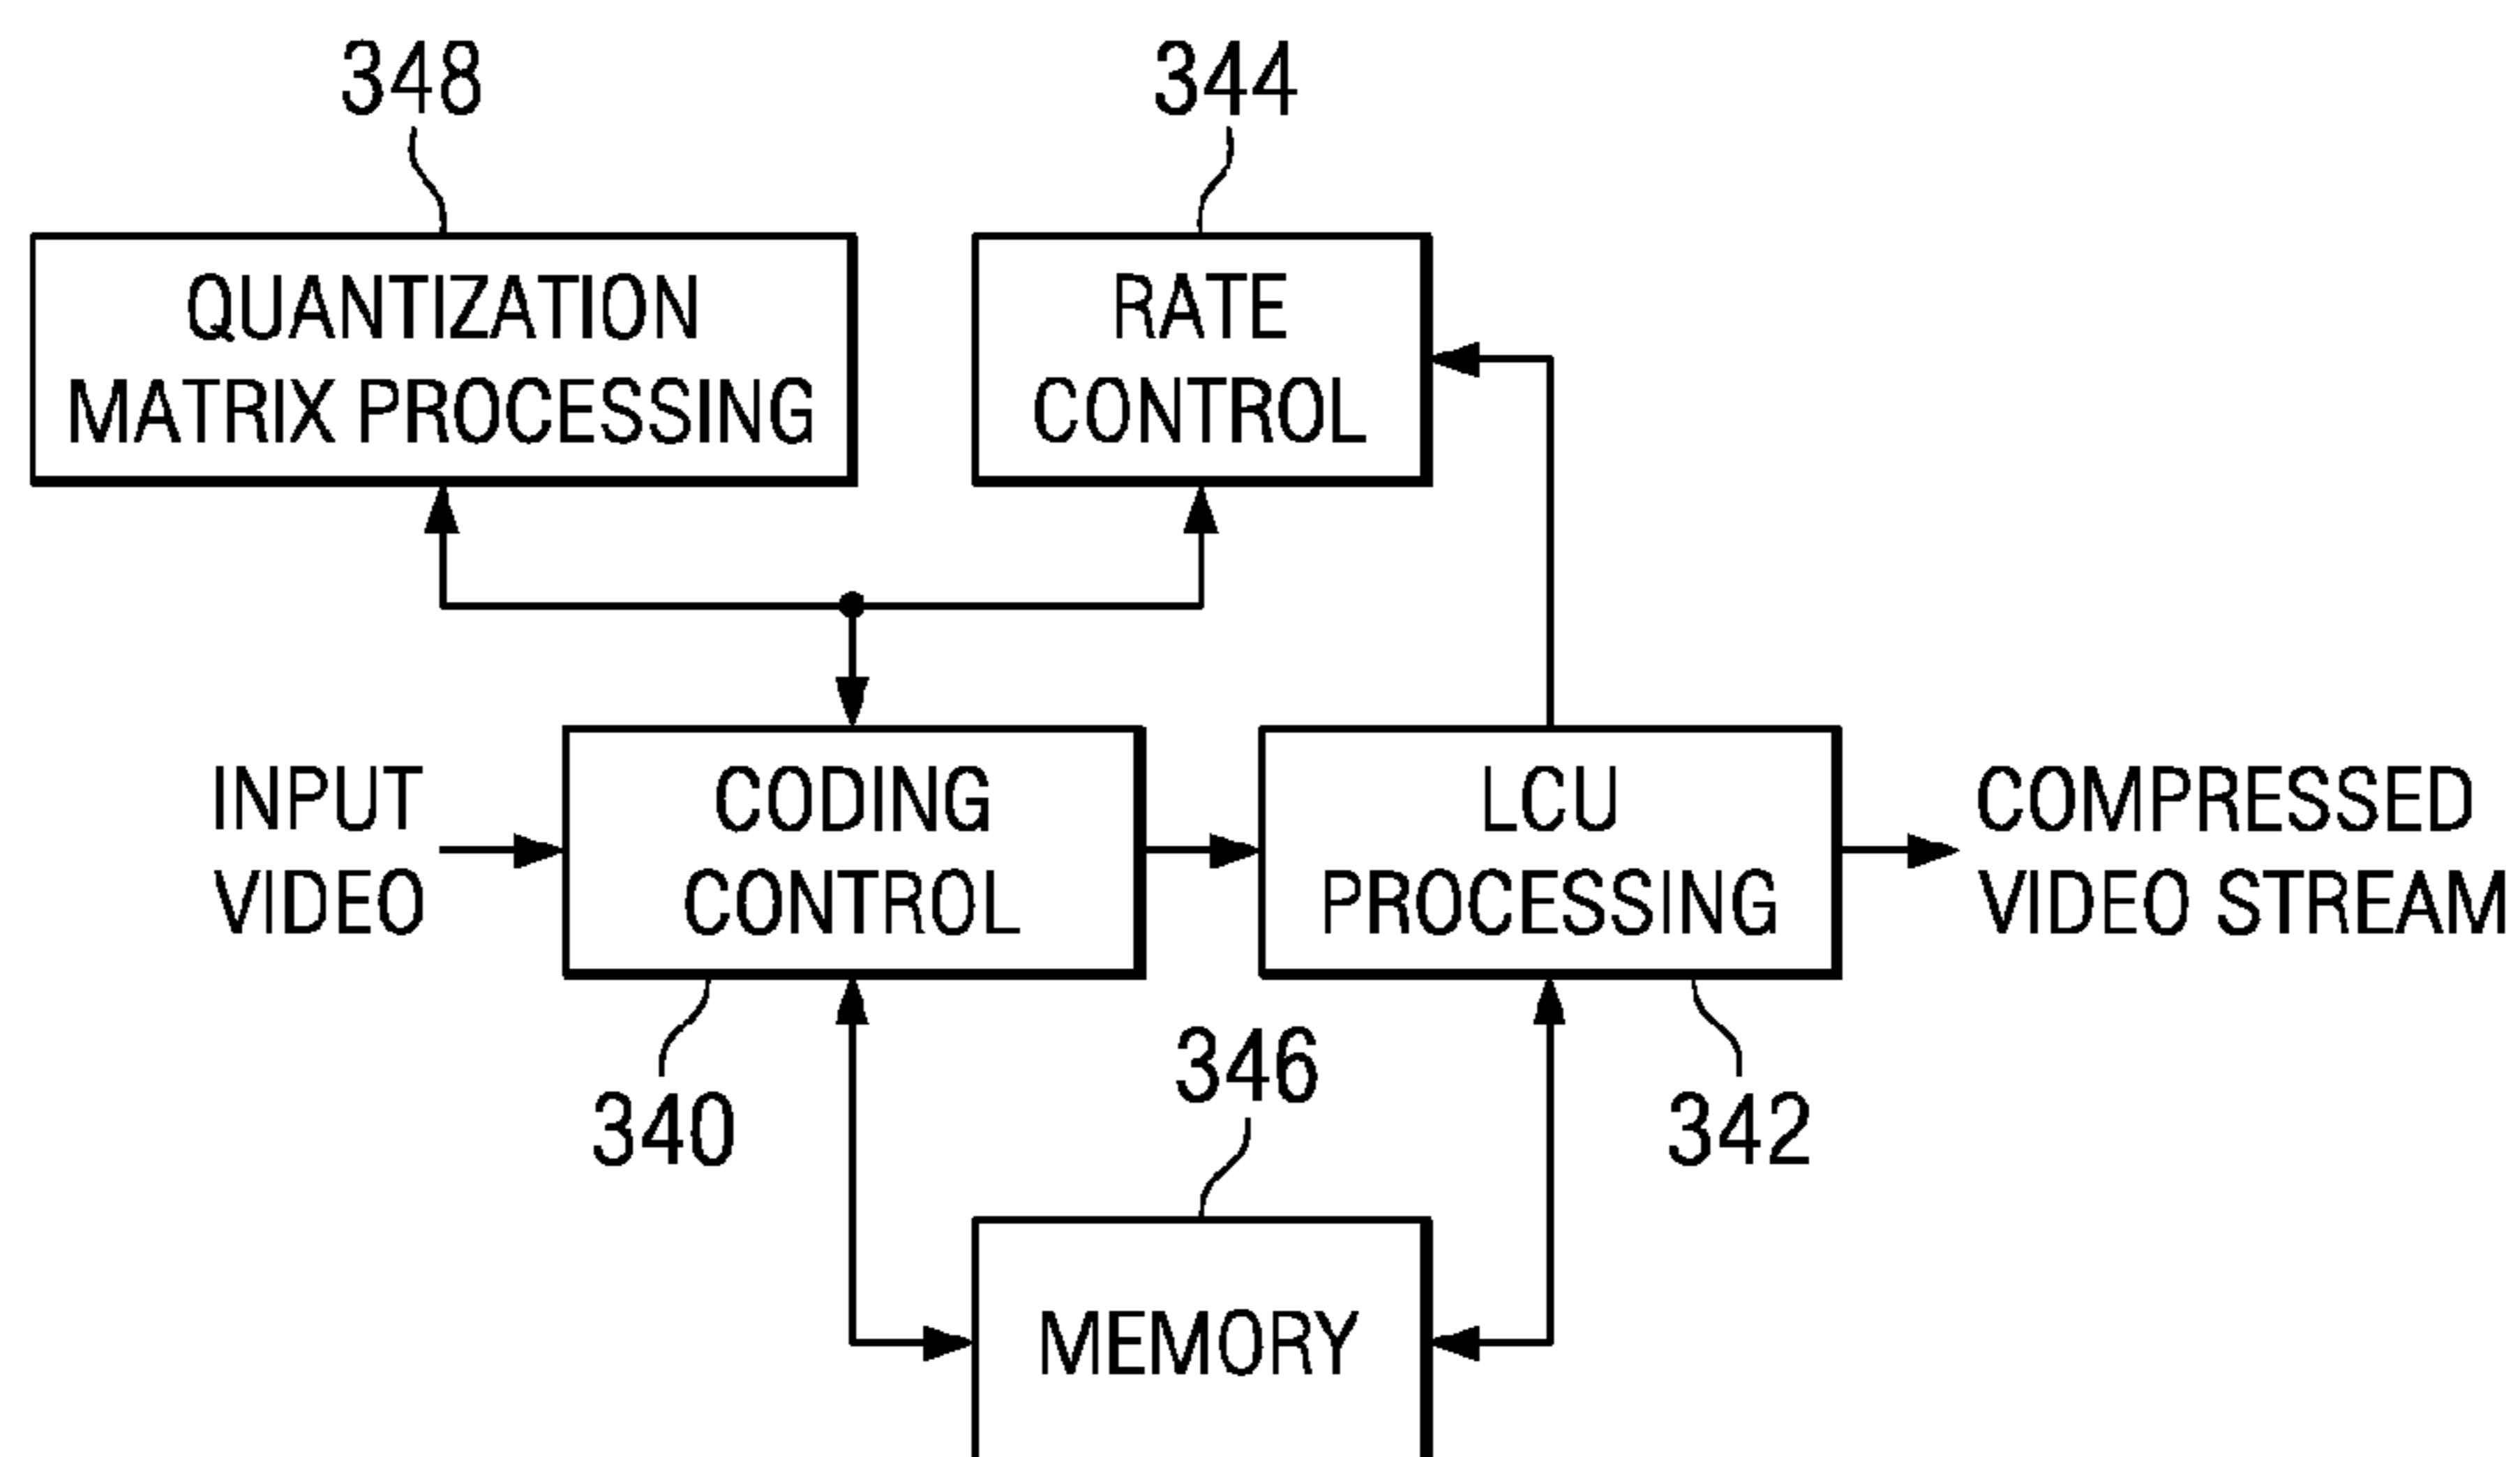 348
344
QUANTIZATION
MATRIX PROCESSING
RATE
CONTROL
INPUT
VIDEO
CODING
CONTROL
LCU
PROCESSING
COMPRESSED
VIDEO STREAM
340
346
342
MEMORY